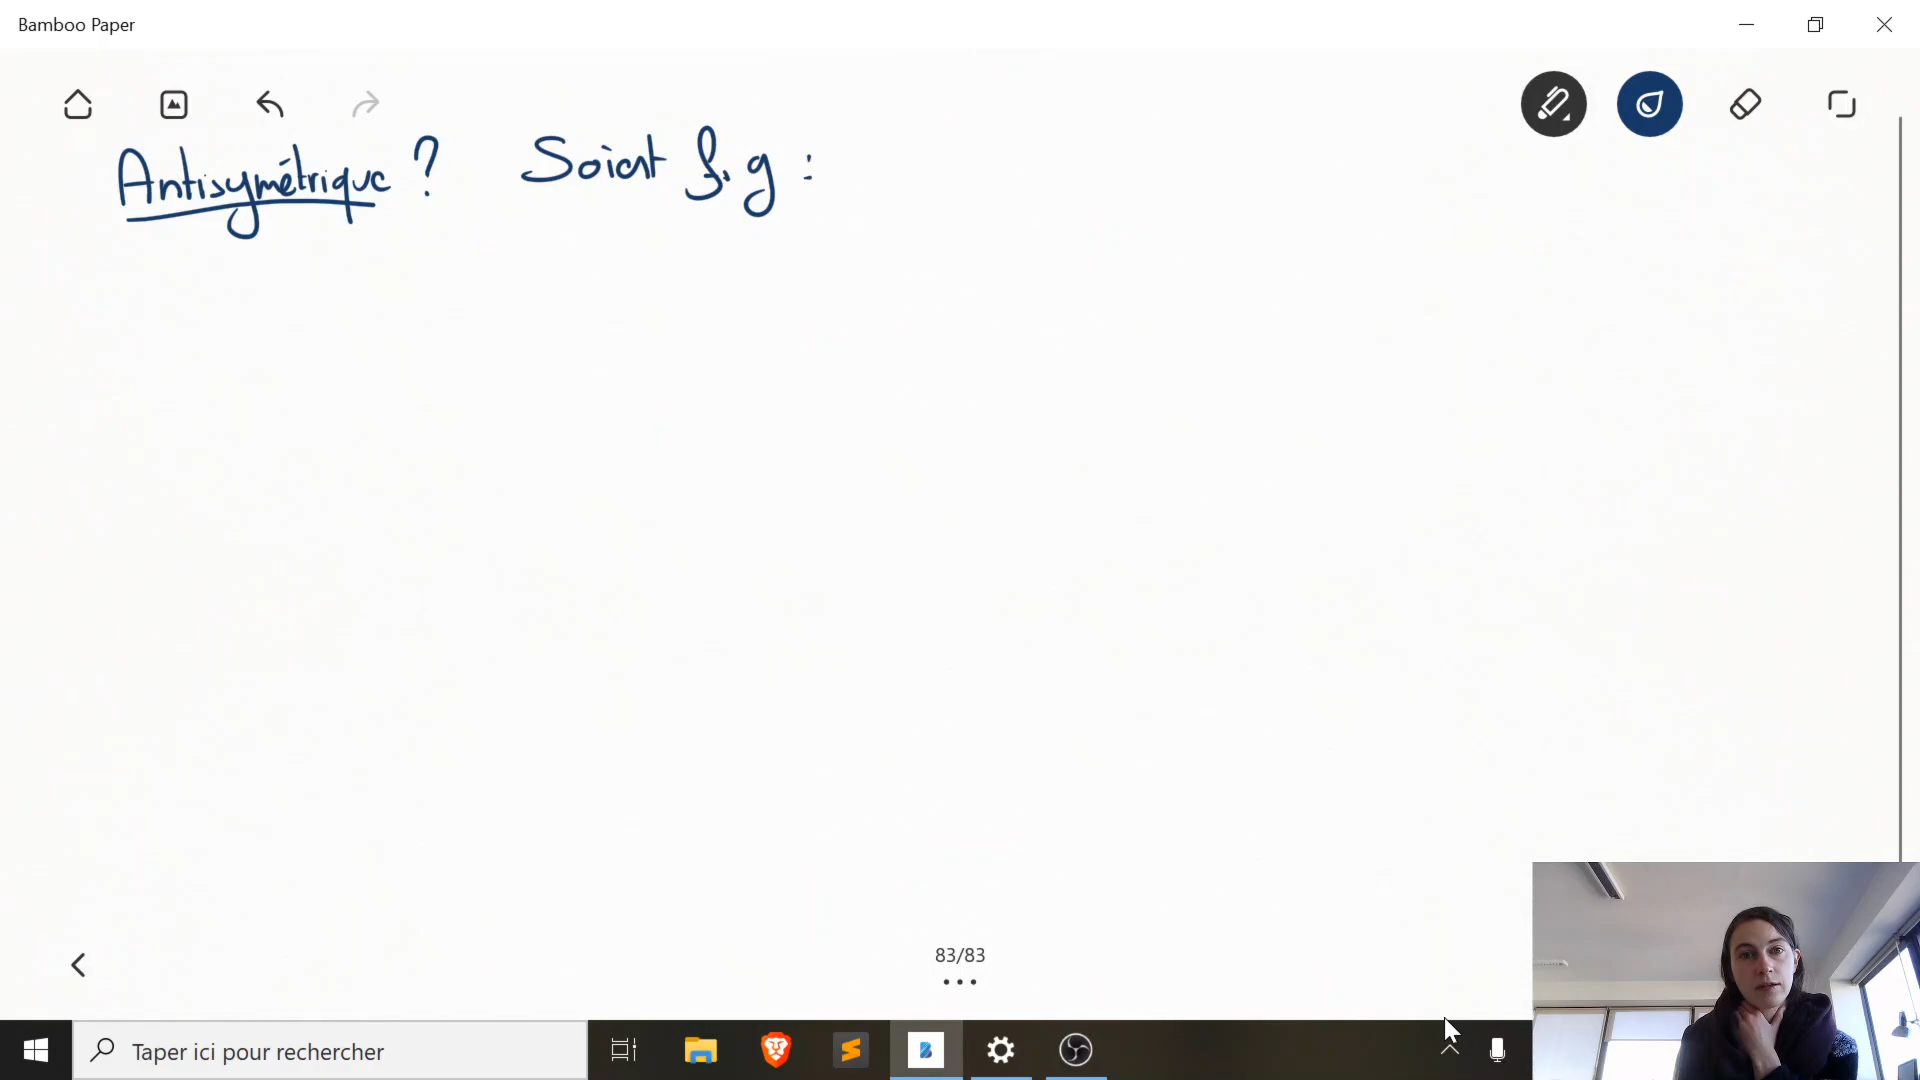 Bamboo Paper
Antisymétrique ? Soient f, g :
83/83
Taper ici pour rechercher